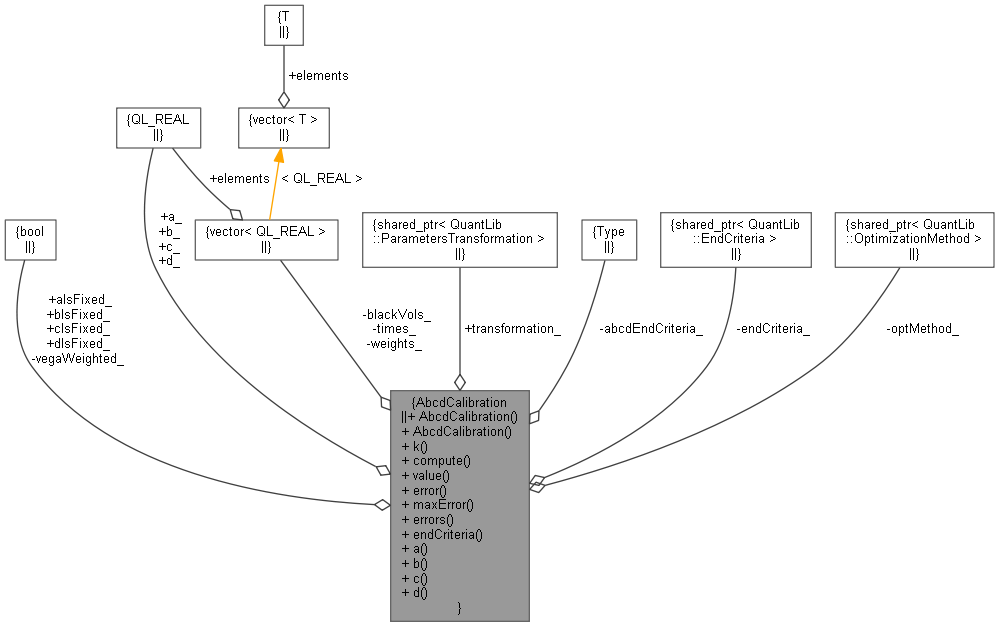 {T
||}
+elements
{QL_REAL
||}
{vector< T >
||}
+elements
< QL_REAL >
{bool
||}
+a_
+b_
+c_
+d_
{vector< QL_REAL >
||}
{shared_ptr< QuantLib
::ParametersTransformation >
||}
{Type
||}
{shared_ptr< QuantLib
::EndCriteria >
||}
{shared_ptr< QuantLib
::OptimizationMethod >
||}
+aIsFixed_
+bIsFixed_
+cIsFixed_
+dIsFixed_
-vegaWeighted_
-blackVols_
-times_
-weights_
+transformation_
-abcdEndCriteria_
-endCriteria_
-optMethod_
{AbcdCalibration
||+ AbcdCalibration()
+ AbcdCalibration()
+ k()
+ compute()
+ value()
+ error()
+ maxError()
+ errors()
+ endCriteria()
+ a()
+ b()
+ c()
+ d()
}